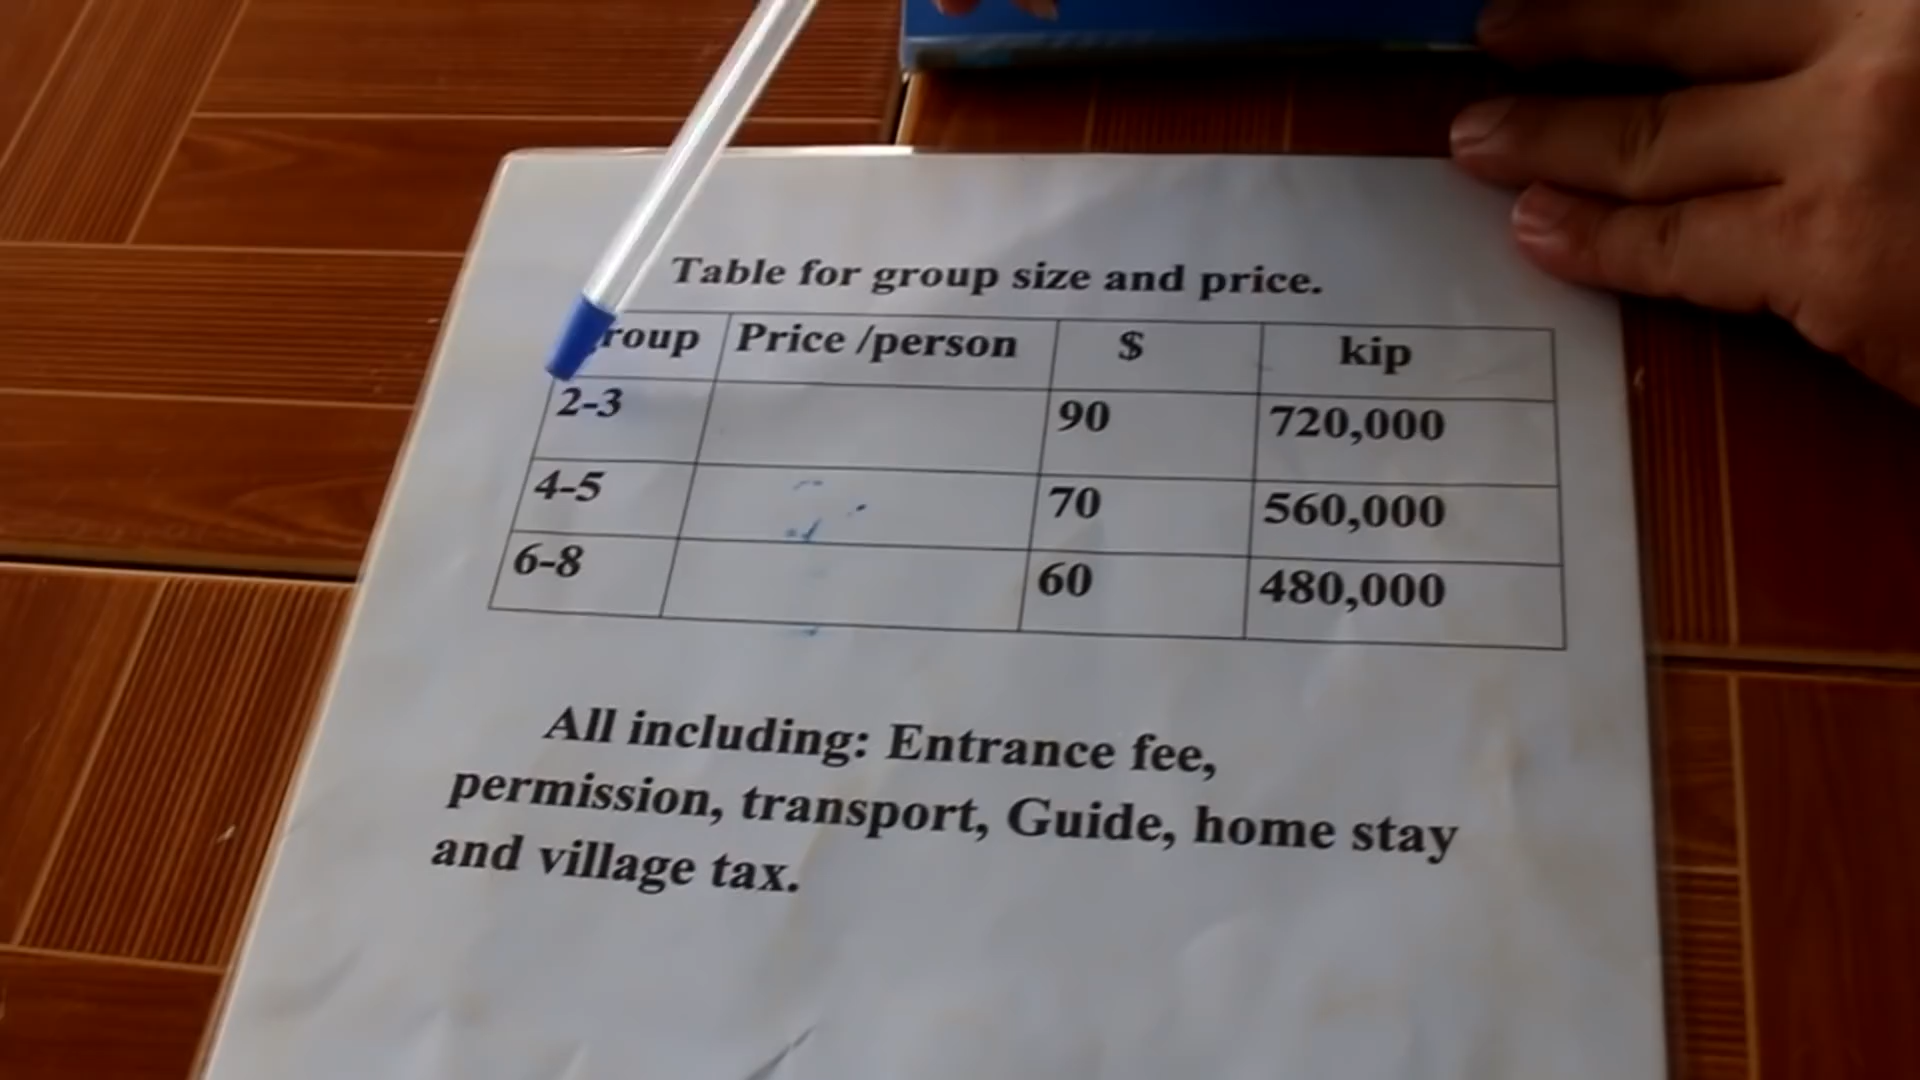 Table for group size and price.
roup Price /person $ kip
2-3 90 720,000
4-5 70 560,000
6-8 60 480,000
All including: Entrance fee,
permission, transport, Guide, home stay
and village tax.